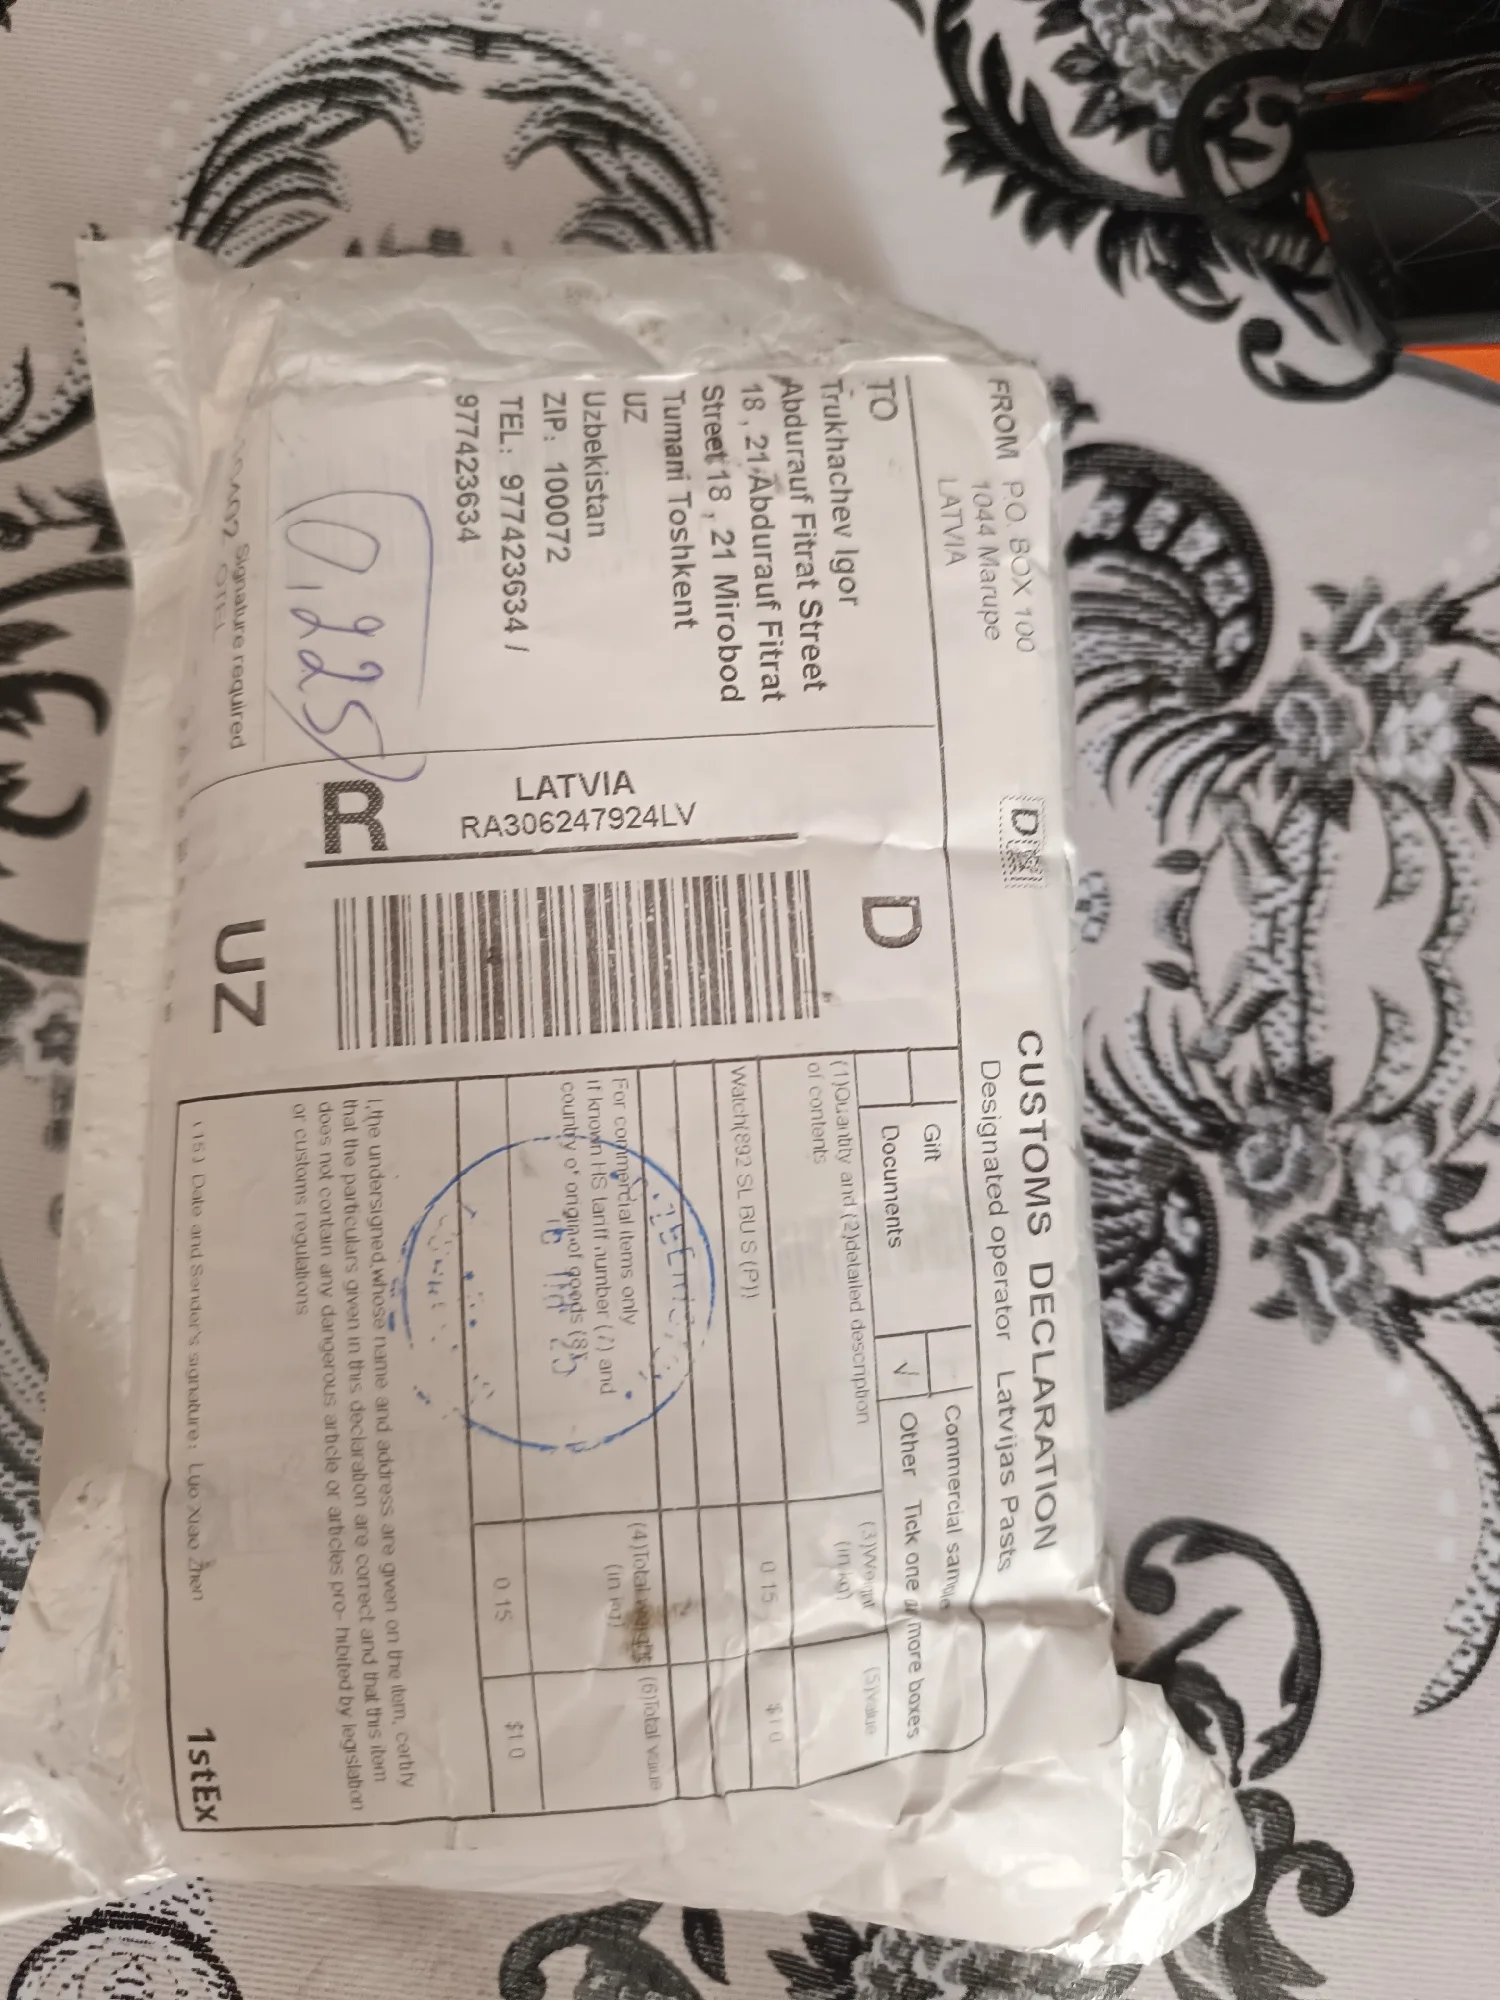 FROM P.O. BOX 100
1044 Marupe
LATVIA
CUSTOMS DECLARATION
Designated operator Latvijas Pasts
TO
Trukhachev Igor
Abdurauf Fitrat Street
18 , 21 Abdurauf Fitrat
Street 18 , 21 Mirobod
Tumani Toshkent
UZ
Uzbekistan
ZIP: 100072
TEL: 977423634 /
977423634
0,225
Signature required
D
LATVIA
RA306247924LV
R
UZ
Gift
Commercial sample
Documents
√ Other Tick one or more boxes
(1)Quantity and (2)detailed description
of contents
(3)Weight
(in kg)
(5)Value
Watch(892 SL BU S (P))
0.15
$1.0
For commercial items only
if known HS tariff number (7) and
country of origin of goods (8)
(4)Total weight
(in kg)
(6)Total value
0.15
$1.0
I,the undersigned,whose name and address are given on the item, certify
that the particulars given in this declaration are correct and that this item
does not contain any dangerous article or articles pro- hibited by legislation
or customs regulations
(15) Date and Sender's signature: Luo Xiao Zhen
1stEx